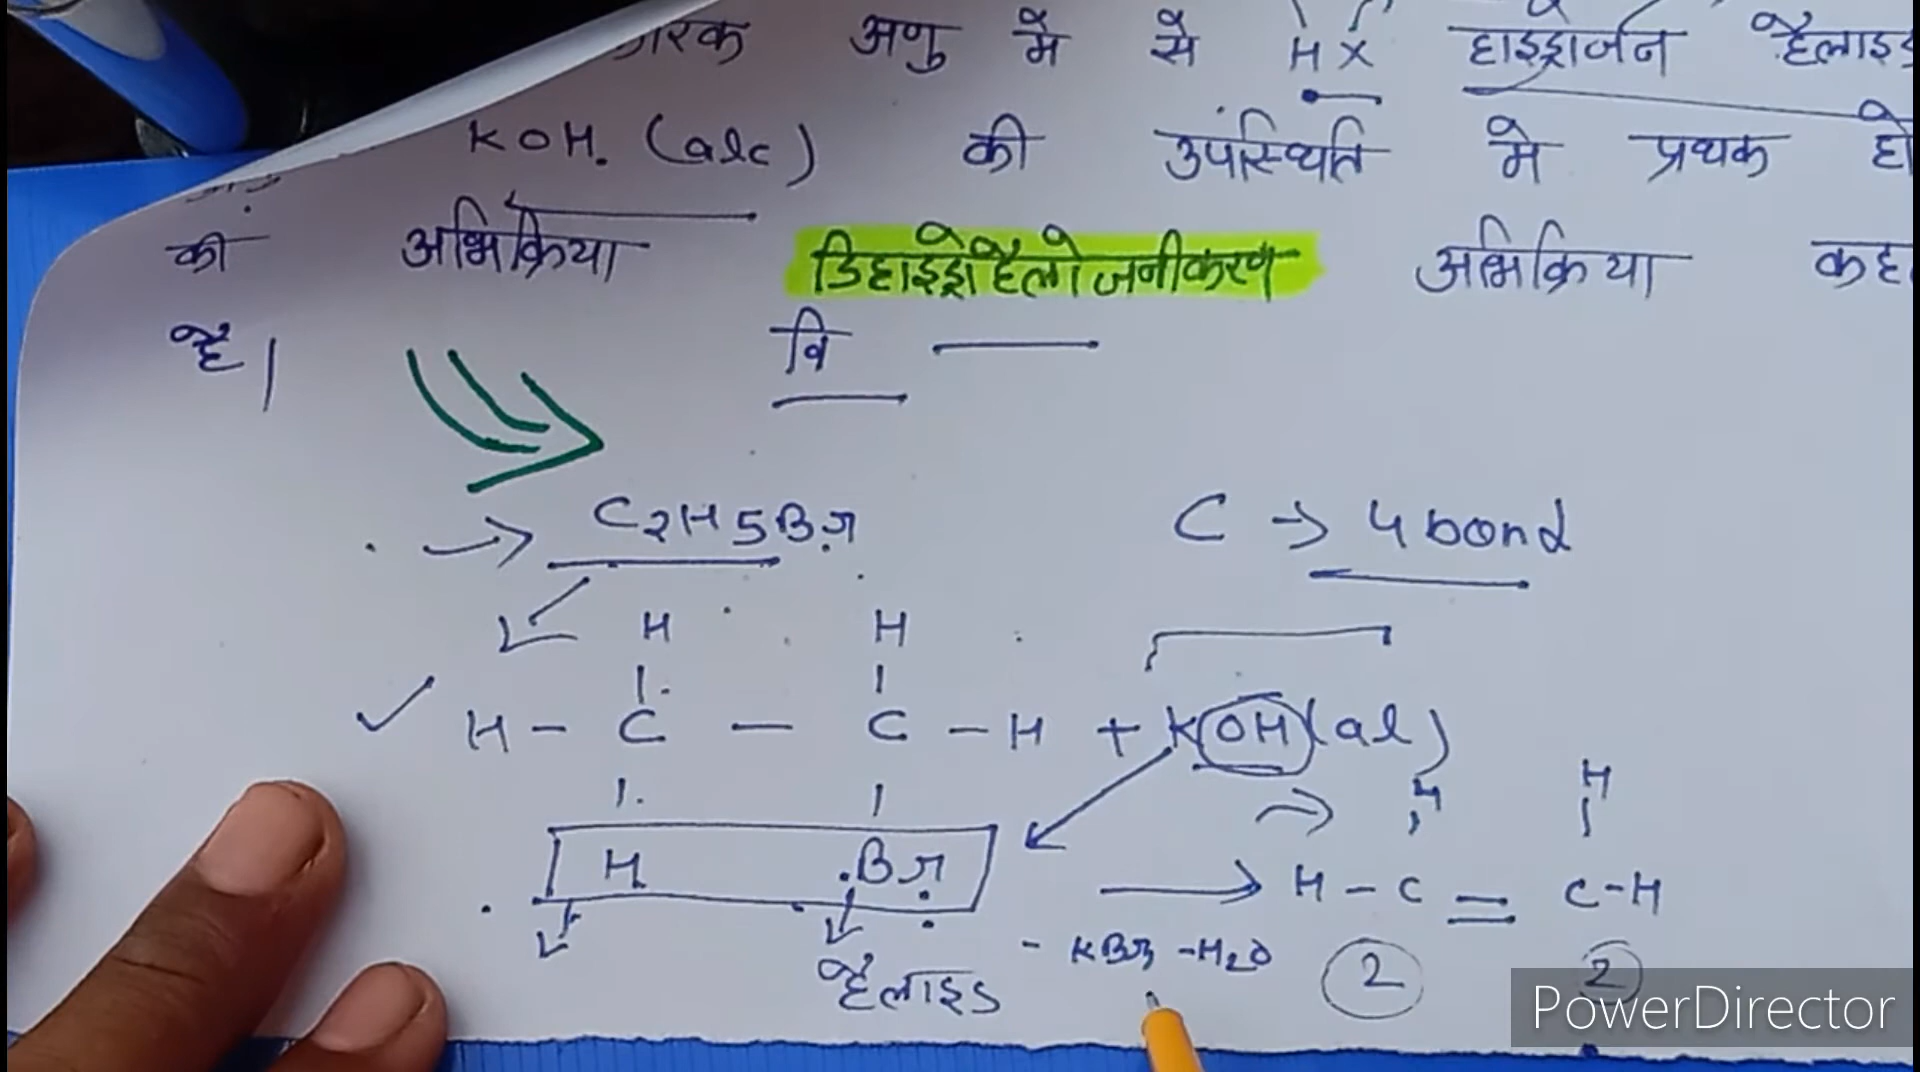 कारक अणु मे से HX हाइड्रोजन हैलाइड
KOH. (alc) की उपस्थिति मे प्रथक हो
की अभिक्रिया डिहाइड्रोहैलोजनीकरण अभिक्रिया कह
है। वि
→ C2H5Br C → 4 bond
H H
H - C — C - H + KOH (al)
H H
H Br → H - C = C - H
- KBr -H2O 2 2
हैलाइड
PowerDirector